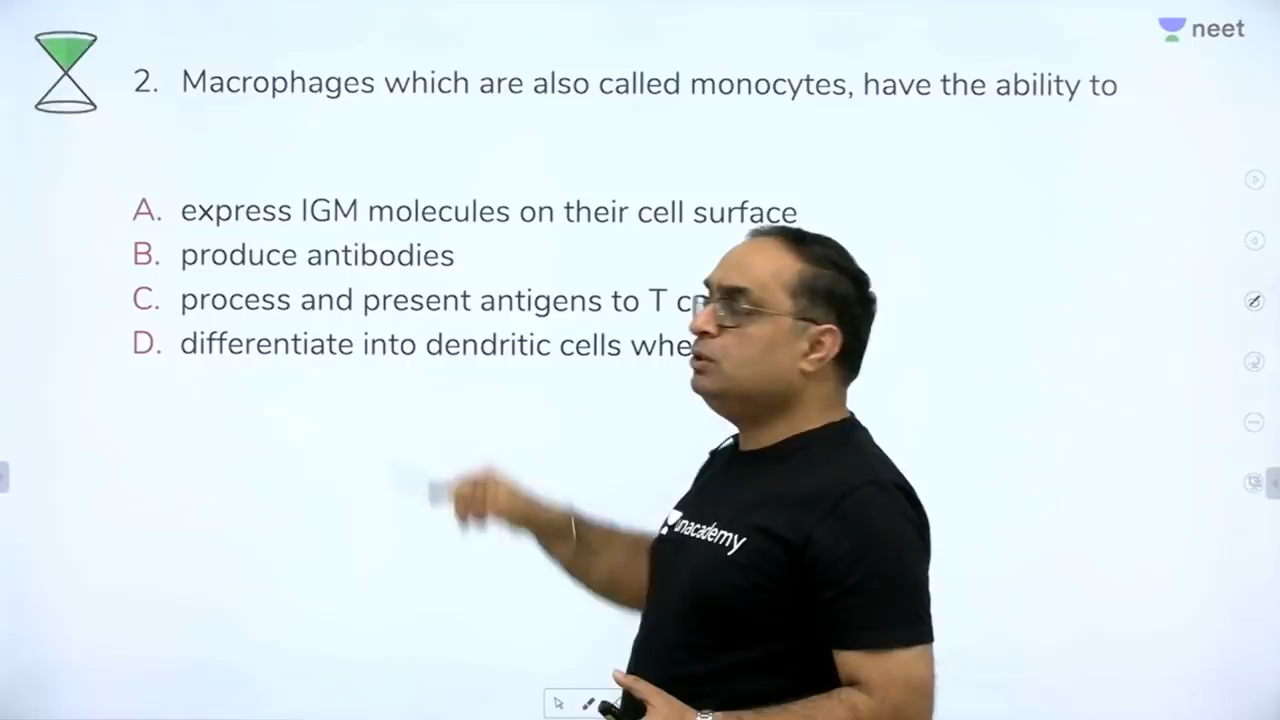 neet
2. Macrophages which are also called monocytes, have the ability to
A. express IGM molecules on their cell surface
B. produce antibodies
C. process and present antigens to T
D. differentiate into dendritic cells
unacademy